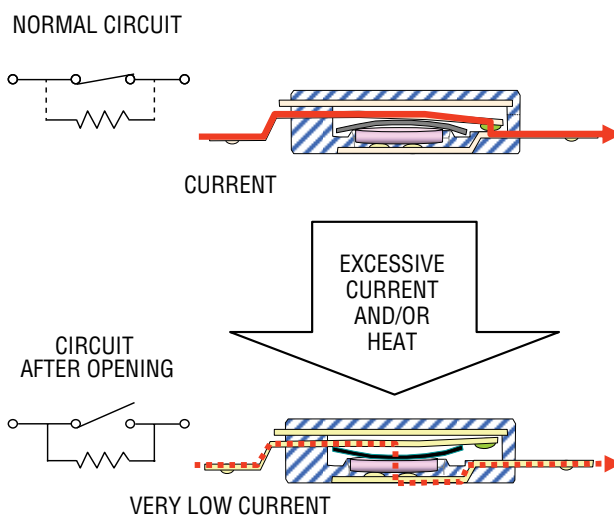 NORMAL CIRCUIT
CURRENT
EXCESSIVE
CURRENT
AND/OR
HEAT
CIRCUIT
AFTER OPENING
VERY LOW CURRENT